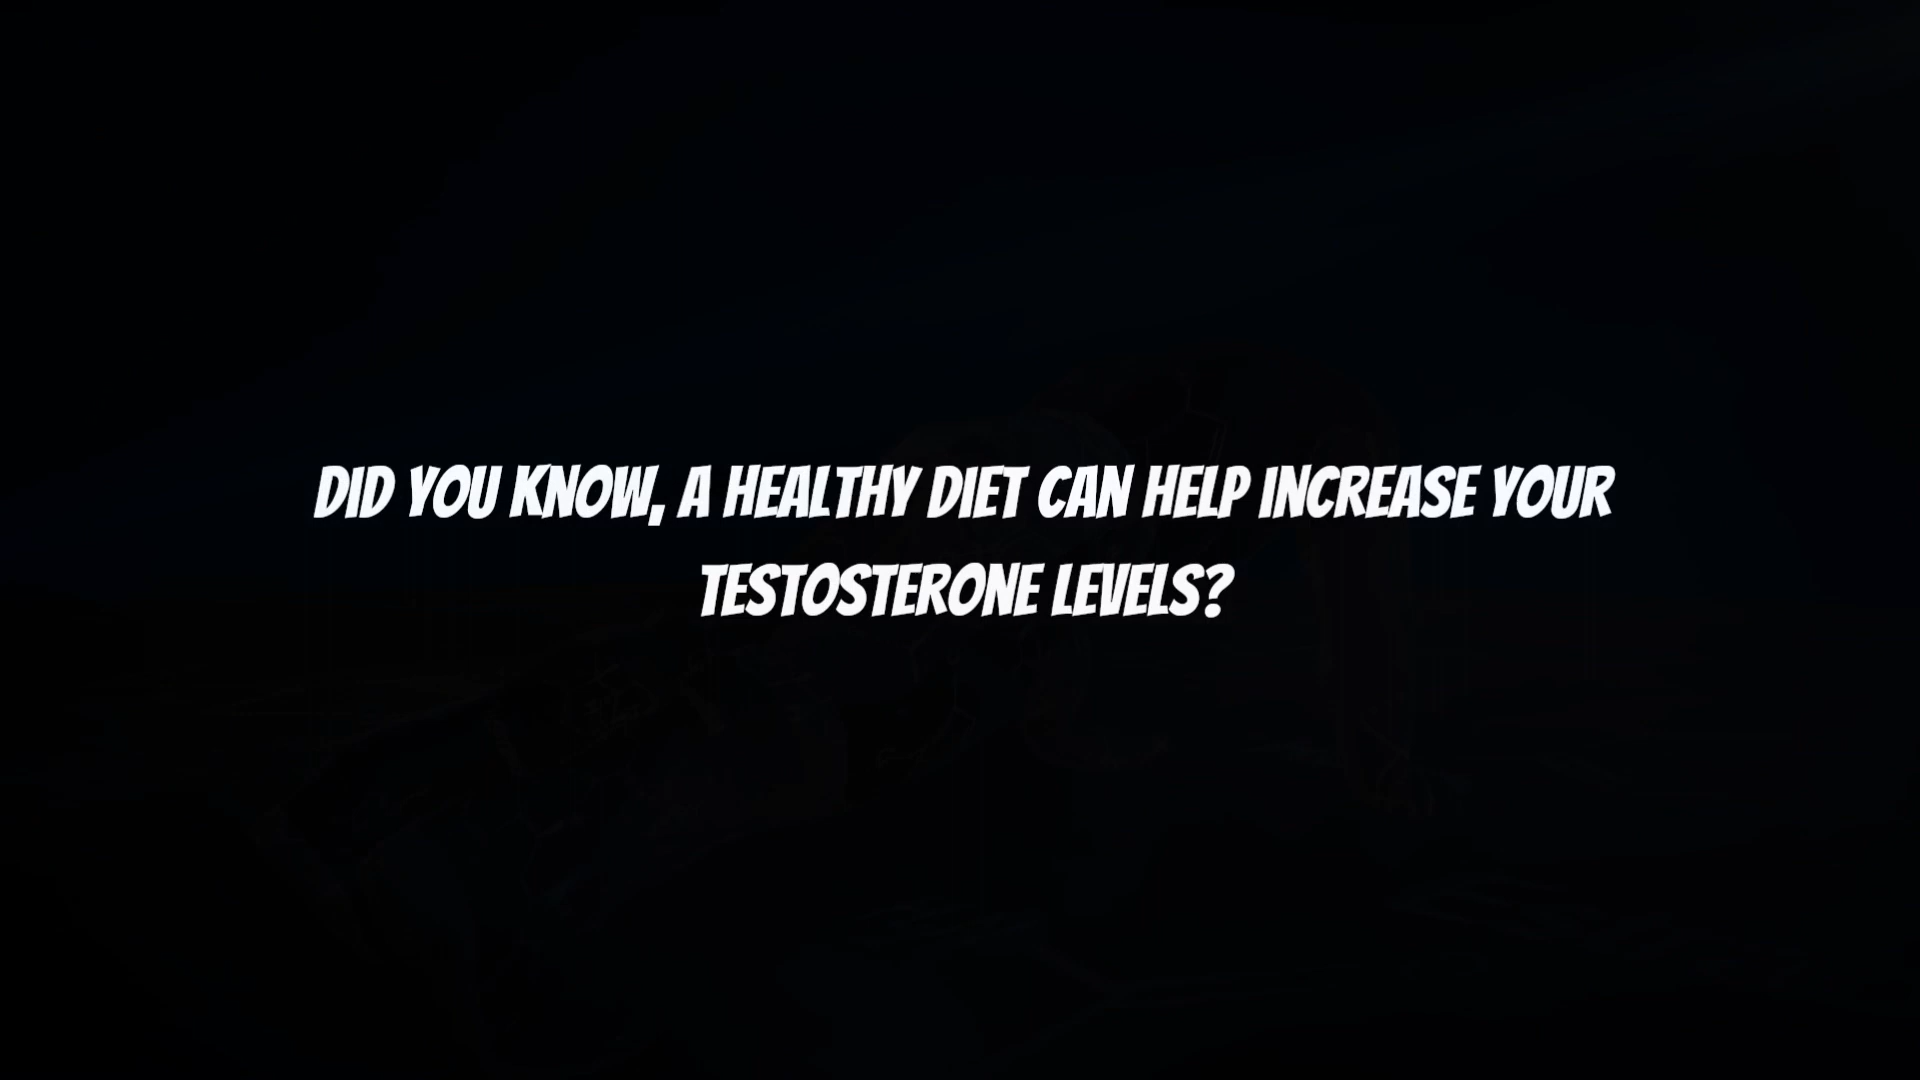 DID YOU KNOW, A HEALTHY DIET CAN HELP INCREASE YOUR
TESTOSTERONE LEVELS?